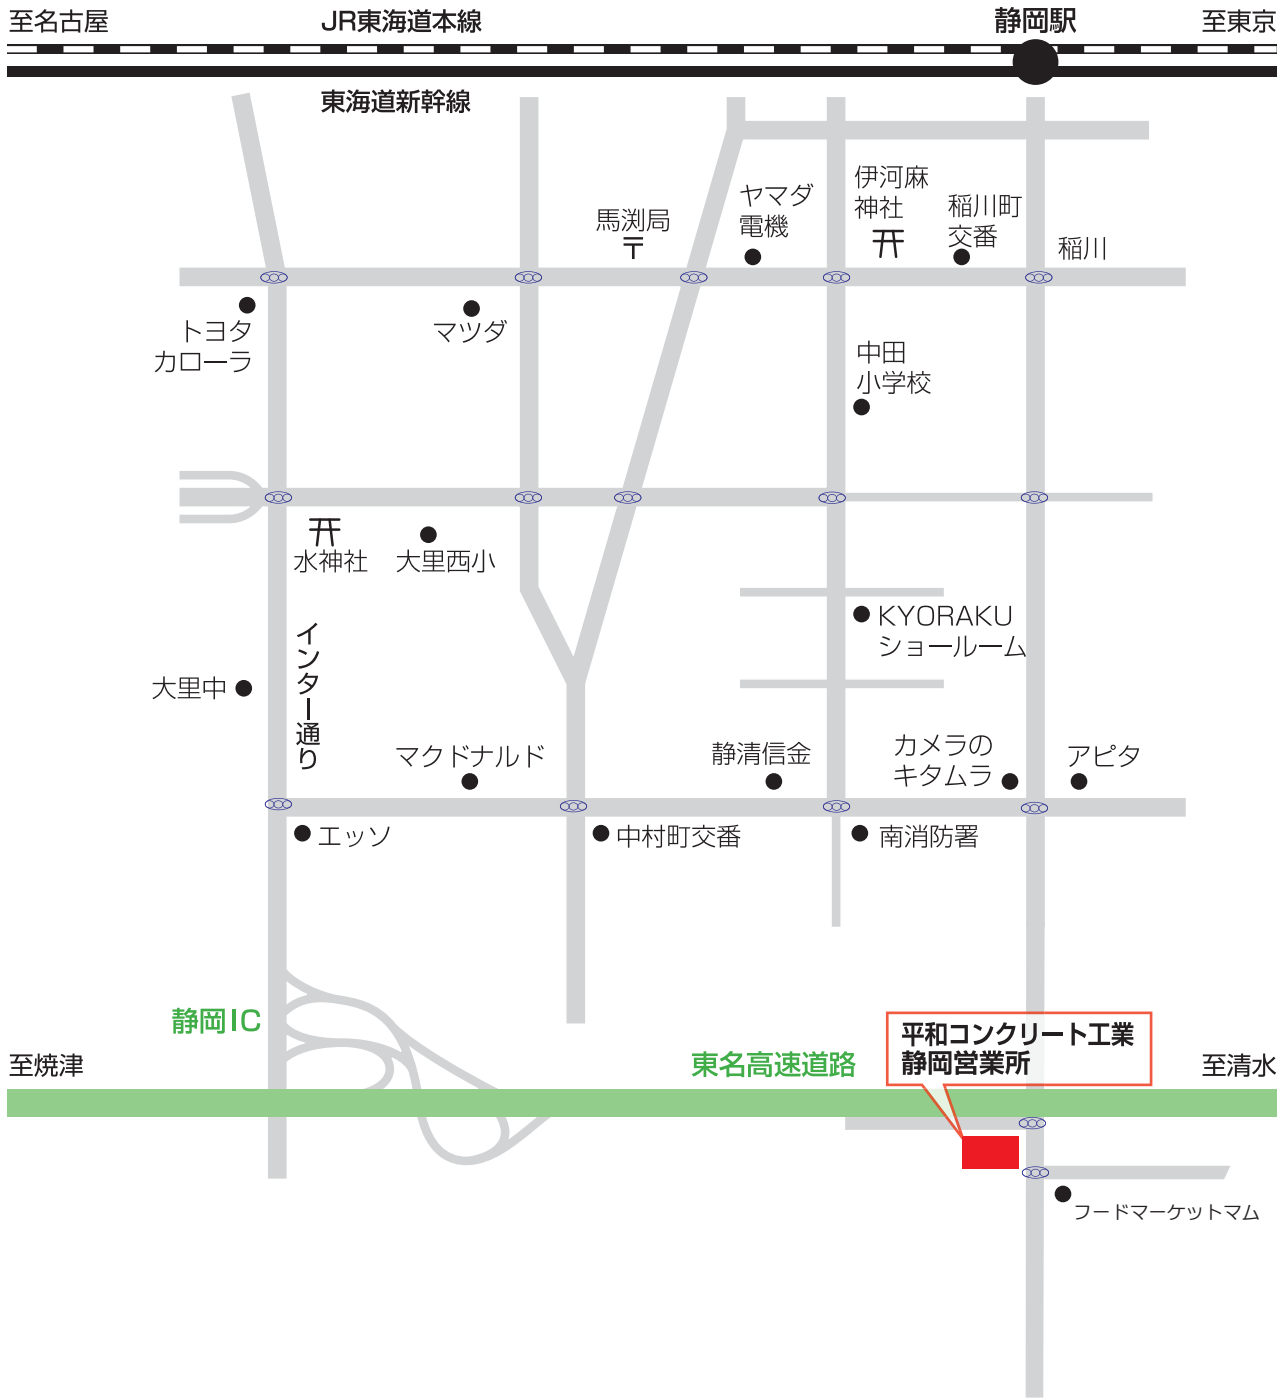 至名古屋
JR東海道本線
静岡駅
至東京
東海道新幹線
伊河麻
神社
ヤマダ
電機
稲川町
交番
馬渕局
〒
稲川
トヨタ
カローラ
マツダ
中田
小学校
水神社
大里西小
KYORAKU
ショールーム
インター通り
大里中
マクドナルド
静清信金
カメラの
キタムラ
アピタ
エッソ
中村町交番
南消防署
静岡IC
平和コンクリート工業
静岡営業所
至焼津
東名高速道路
至清水
フードマーケットマム